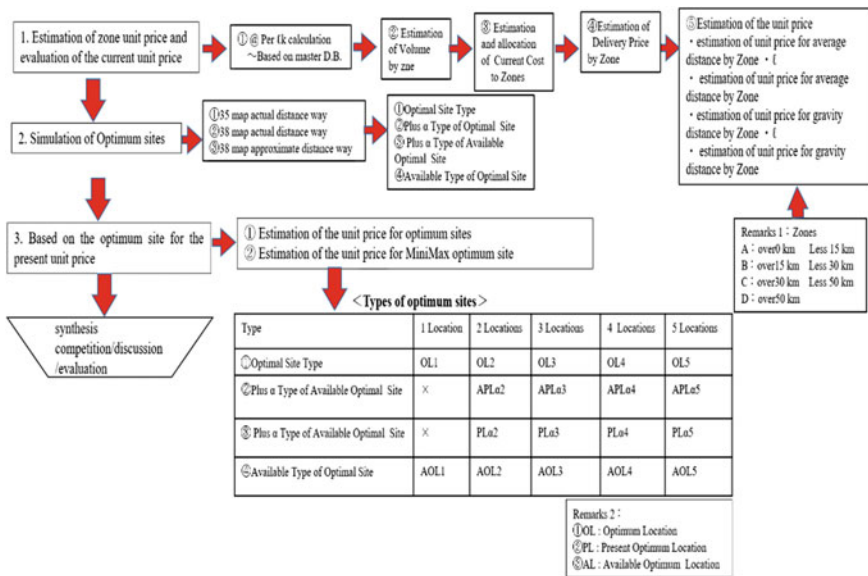 1. Estimation of zone unit price and
evaluation of the current unit price
① @ Per ℓk calculation
～Based on master D.B.
② Estimation
of Volume
by zne
③ Estimation
and allocation
of Current Cost
to Zones
④Estimation of
Delivery Price
by Zone
⑤Estimation of the unit price
・estimation of unit price for average
distance by Zone・ℓ
・ estimation of unit price for average
distance by Zone
・estimation of unit price for gravity
distance by Zone・ℓ
・ estimation of unit price for gravity
distance by Zone
2. Simulation of Optimum sites
①35 map actual distance way
②38 map actual distance way
③38 map approximate distance way
①Optimal Site Type
②Plus α Type of Optimal Site
③ Plus α Type of Available
Optimal Site
④Available Type of Optimal Site
3. Based on the optimum site for the
present unit price
① Estimation of the unit price for optimum sites
② Estimation of the unit price for MiniMax optimum site
Remarks 1：Zones
A：over0 km Less 15 km
B：over15 km Less 30 km
C：over30 km Less 50 km
D：over50 km
synthesis
competition/discussion
/evaluation
<Types of optimum sites>
Type 1 Location 2 Locations 3 Locations 4 Locations 5 Locations
①Optimal Site Type OL1 OL2 OL3 OL4 OL5
②Plus α Type of Available Optimal Site × APLα2 APLα3 APLα4 APLα5
③ Plus α Type of Available Optimal Site × PLα2 PLα3 PLα4 PLα5
④Available Type of Optimal Site AOL1 AOL2 AOL3 AOL4 AOL5
Remarks 2：
①OL : Optimum Location
②PL : Present Optimum Location
③AL : Available Optimum Location